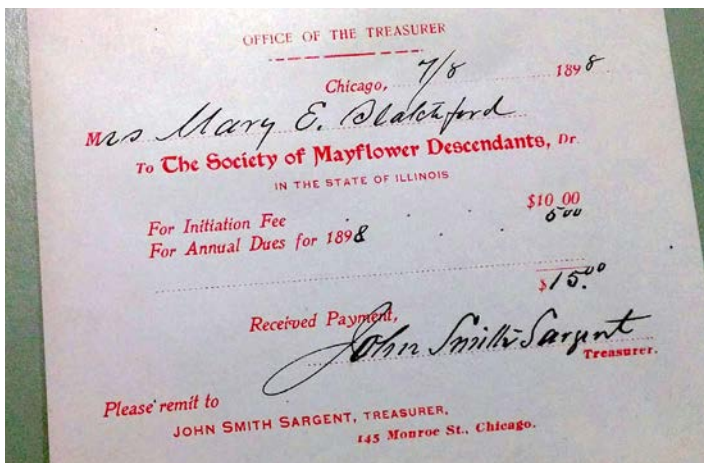 OFFICE OF THE TREASURER
Chicago, 7/8 1898
Mrs Mary E. Blatchford
To The Society of Mayflower Descendants, Dr.
IN THE STATE OF ILLINOIS
For Initiation Fee . . . $10.00
For Annual Dues for 1898 . . . 5.00
$15.00
Received Payment,
John Smith Sargent
Treasurer.
Please remit to
JOHN SMITH SARGENT, TREASURER,
145 Monroe St., Chicago.